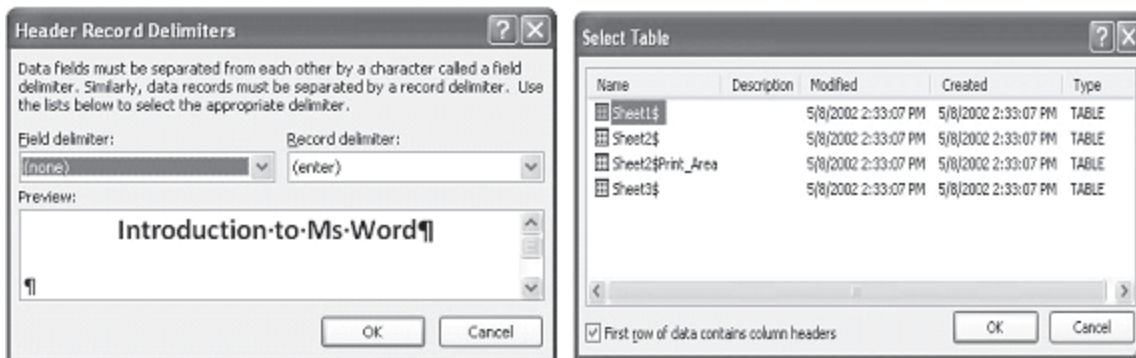 Header Record Delimiters
Data fields must be separated from each other by a character called a field
delimiter. Similarly, data records must be separated by a record delimiter. Use
the lists below to select the appropriate delimiter.
Field delimiter: Record delimiter:
(none) (enter)
Preview:
Introduction·to·Ms·Word¶
¶
OK Cancel
Select Table
Name Description Modified Created Type
Sheet1$ 5/8/2002 2:33:07 PM 5/8/2002 2:33:07 PM TABLE
Sheet2$ 5/8/2002 2:33:07 PM 5/8/2002 2:33:07 PM TABLE
Sheet2$Print_Area 5/8/2002 2:33:07 PM 5/8/2002 2:33:07 PM TABLE
Sheet3$ 5/8/2002 2:33:07 PM 5/8/2002 2:33:07 PM TABLE
First row of data contains column headers
OK Cancel